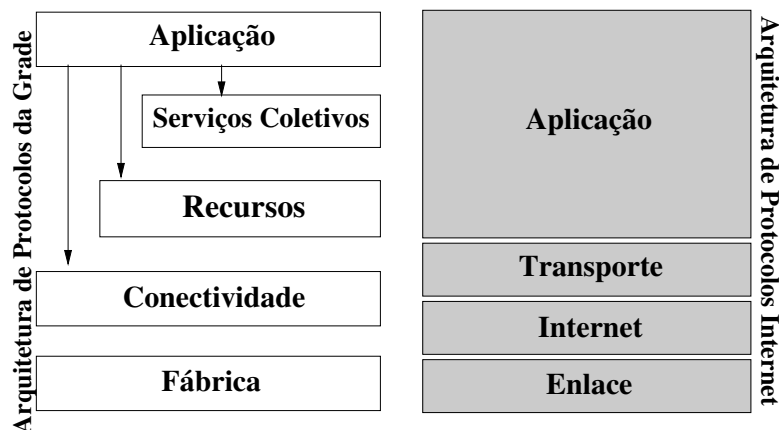 Arquitetura de Protocolos da Grade
Aplicação
Serviços Coletivos
Recursos
Conectividade
Fábrica
Aplicação
Transporte
Internet
Enlace
Arquitetura de Protocolos Internet